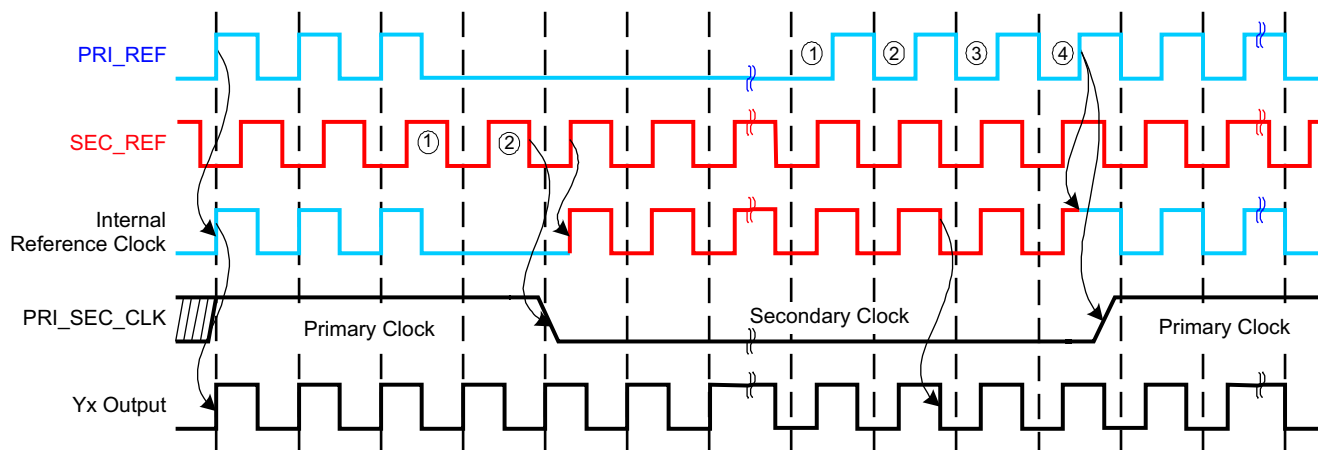 PRI_REF
① ② ③ ④
SEC_REF
① ②
Internal
Reference Clock
PRI_SEC_CLK
Primary Clock
Secondary Clock
Primary Clock
Yx Output